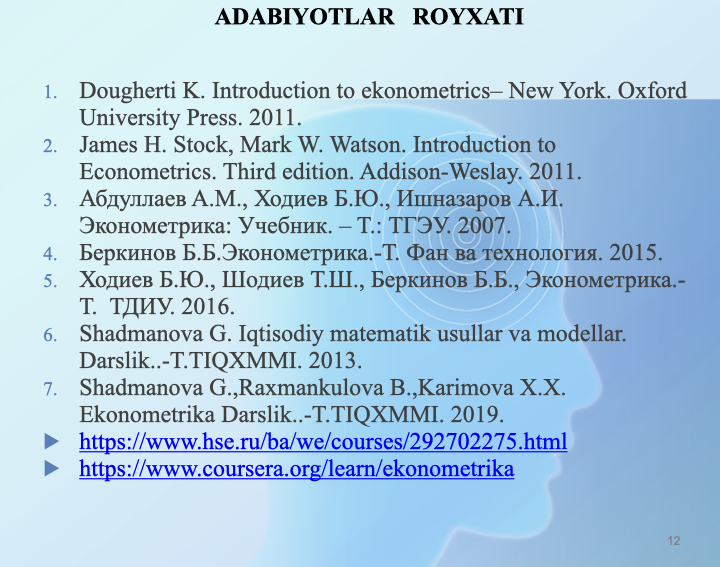 ADABIYOTLAR ROYXATI
1. Dougherti K. Introduction to ekonometrics– New York. Oxford
University Press. 2011.
2. James H. Stock, Mark W. Watson. Introduction to
Econometrics. Third edition. Addison-Weslay. 2011.
3. Абдуллаев А.М., Ходиев Б.Ю., Ишназаров А.И.
Эконометрика: Учебник. – Т.: ТГЭУ. 2007.
4. Беркинов Б.Б.Эконометрика.-Т. Фан ва технология. 2015.
5. Ходиев Б.Ю., Шодиев Т.Ш., Беркинов Б.Б., Эконометрика.-
Т. ТДИУ. 2016.
6. Shadmanova G. Iqtisodiy matematik usullar va modellar.
Darslik..-T.TIQXMMI. 2013.
7. Shadmanova G.,Raxmankulova B.,Karimova X.X.
Ekonometrika Darslik..-T.TIQXMMI. 2019.
https://www.hse.ru/ba/we/courses/292702275.html
https://www.coursera.org/learn/ekonometrika
12